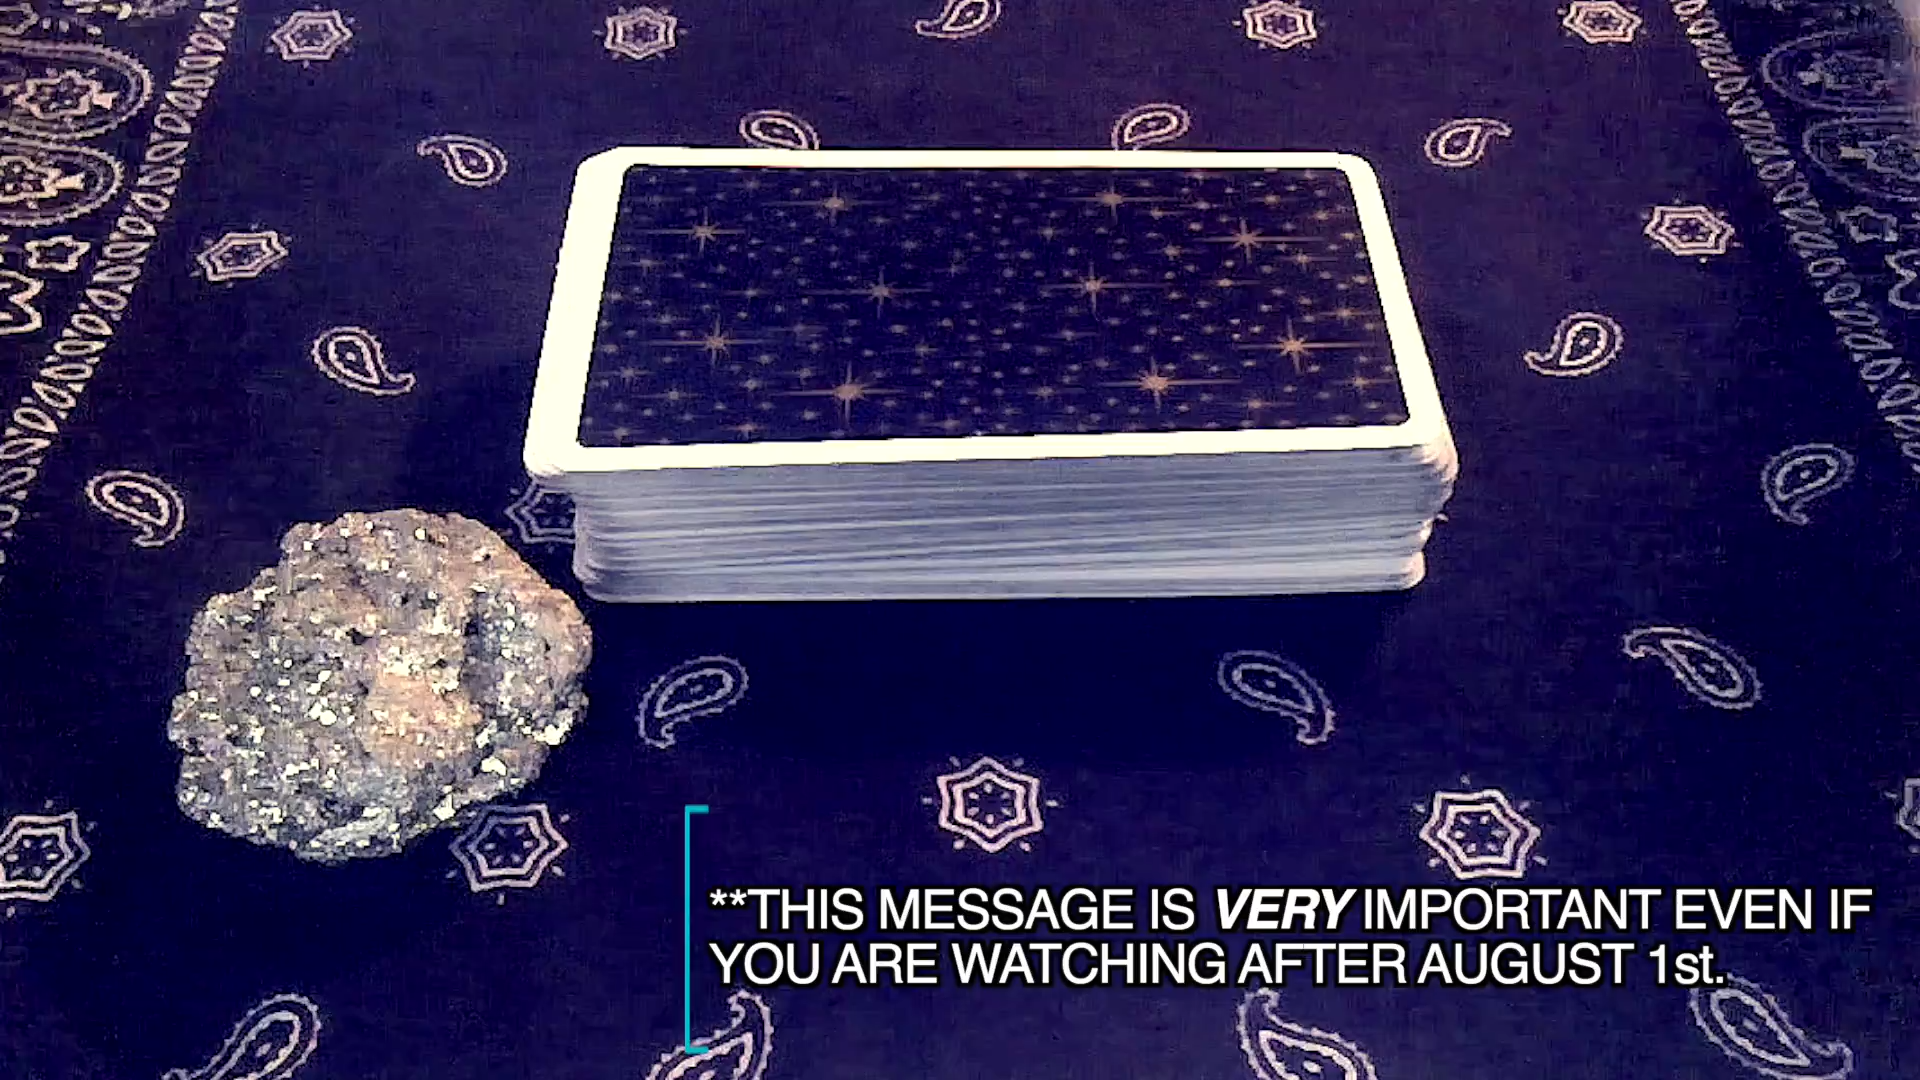 **THIS MESSAGE IS VERY IMPORTANT EVEN IF
YOU ARE WATCHING AFTER AUGUST 1st.